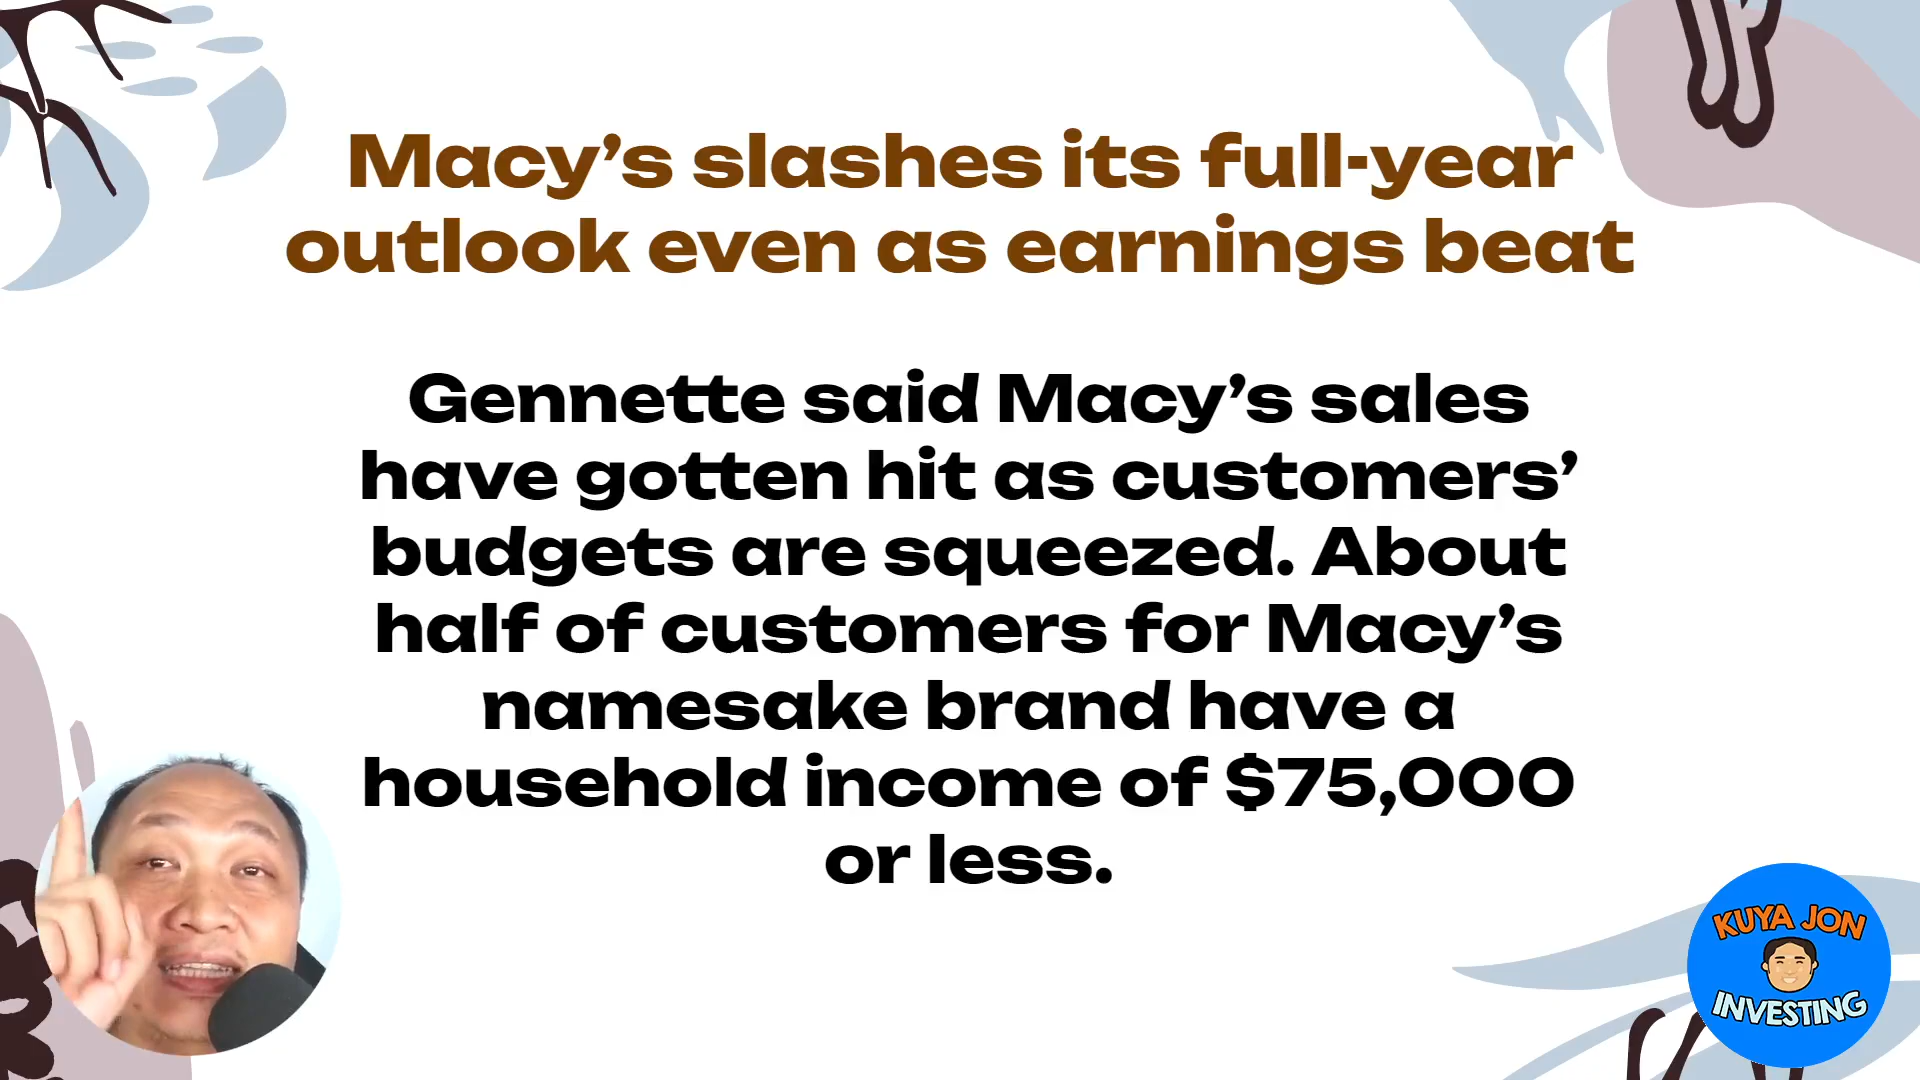 Macy’s slashes its full-year
outlook even as earnings beat
Gennette said Macy’s sales
have gotten hit as customers’
budgets are squeezed. About
half of customers for Macy’s
namesake brand have a
household income of $75,000
or less.
KUYA JON
INVESTING